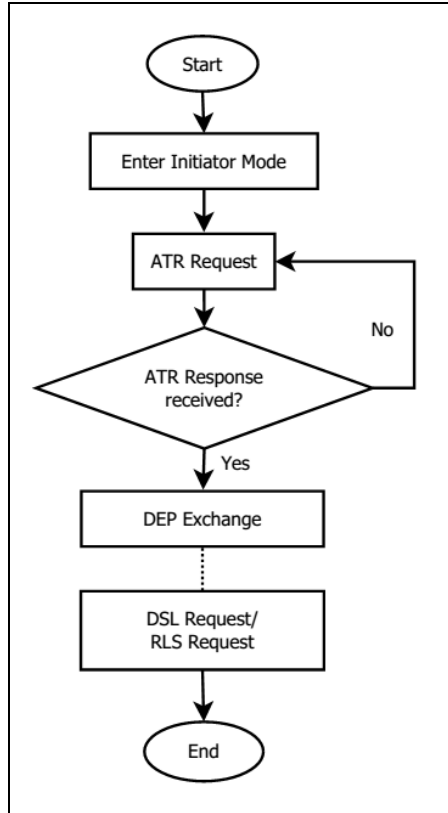 Start
Enter Initiator Mode
ATR Request
No
ATR Response
received?
Yes
DEP Exchange
DSL Request/
RLS Request
End